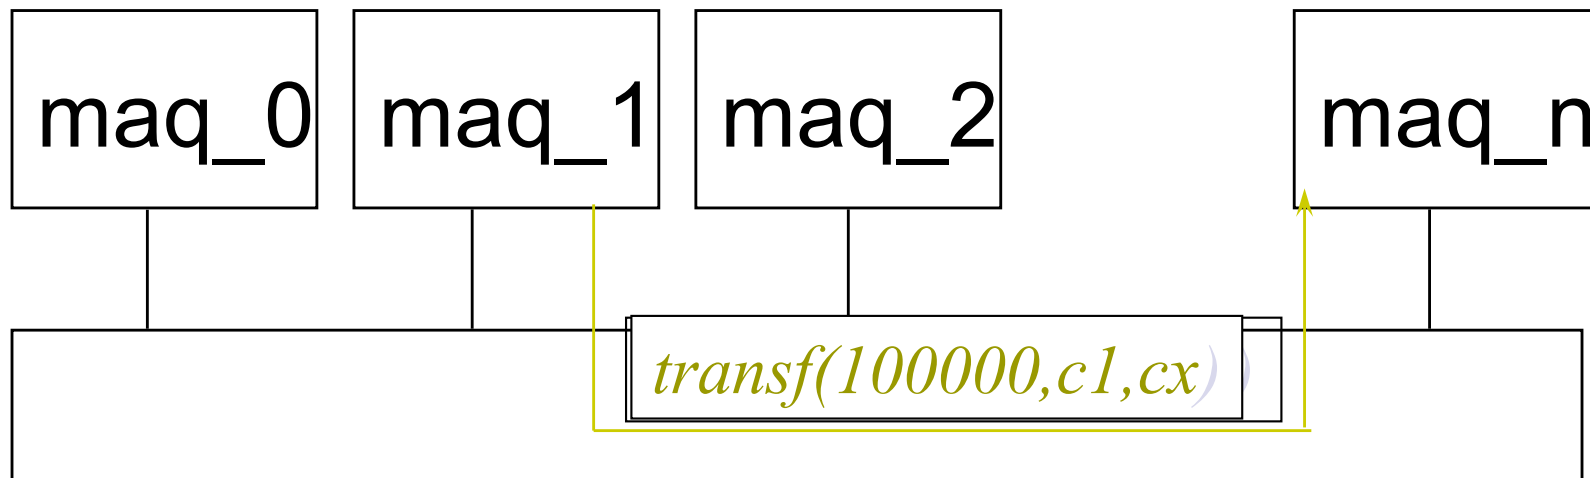 maq_0 maq_1 maq_2 maq_n
transf(100000,c1,cx) )